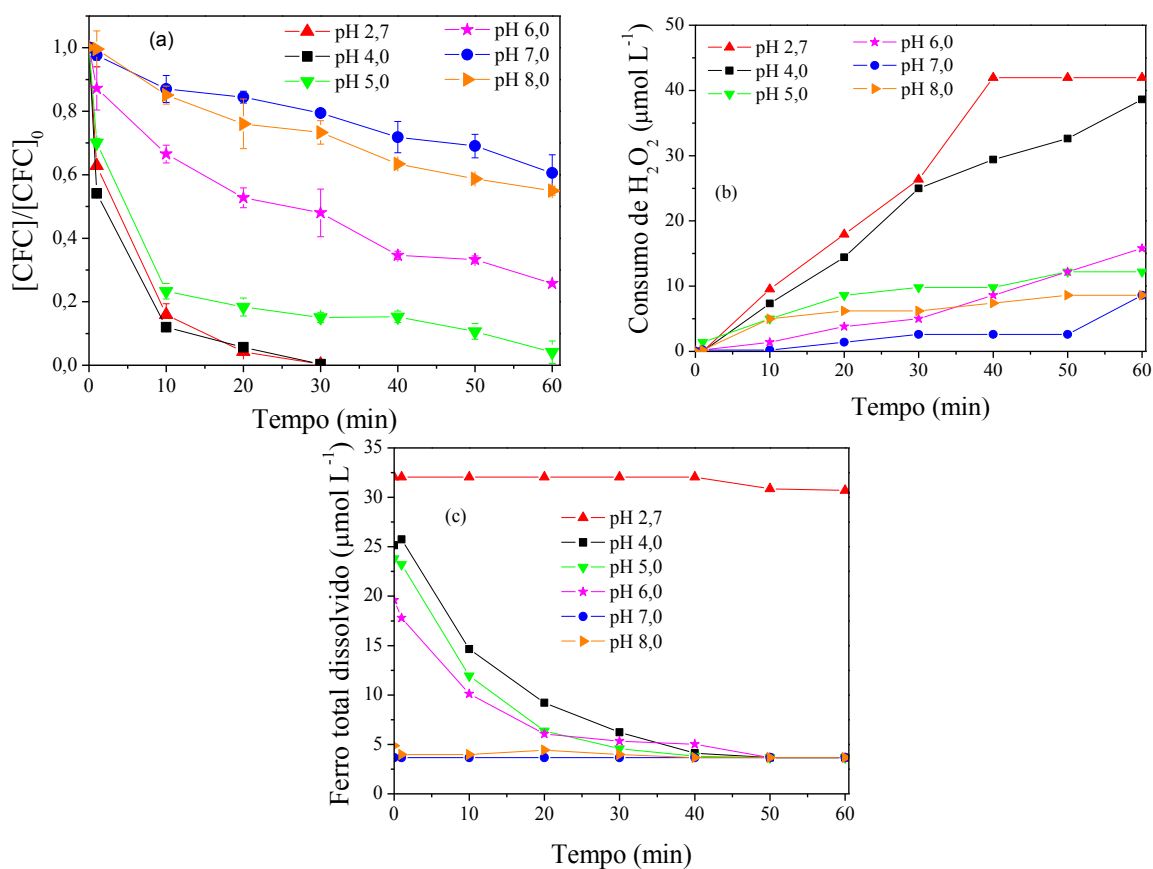 (a)
pH 2,7
pH 4,0
pH 5,0
pH 6,0
pH 7,0
pH 8,0
1,0
0,8
0,6
0,4
0,2
0,0
[CFC]/[CFC]₀
0 10 20 30 40 50 60
Tempo (min)
(b)
pH 2,7
pH 4,0
pH 5,0
pH 6,0
pH 7,0
pH 8,0
50
40
30
20
10
0
Consumo de H₂O₂ (μmol L⁻¹)
0 10 20 30 40 50 60
Tempo (min)
(c)
pH 2,7
pH 4,0
pH 5,0
pH 6,0
pH 7,0
pH 8,0
35
30
25
20
15
10
5
0
Ferro total dissolvido (μmol L⁻¹)
0 10 20 30 40 50 60
Tempo (min)